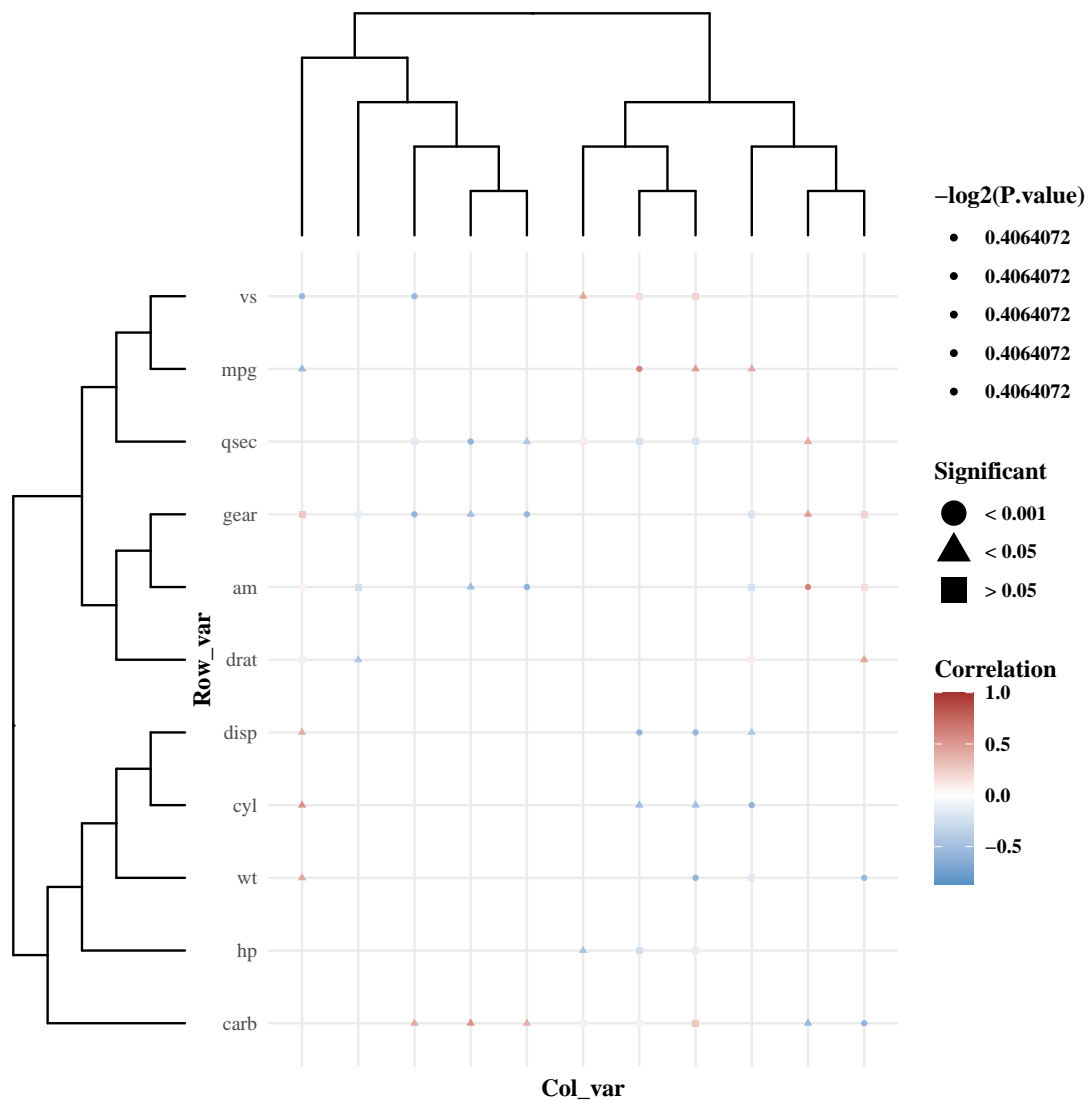 −log2(P.value)
0.4064072
0.4064072
0.4064072
0.4064072
0.4064072
Significant
< 0.001
< 0.05
> 0.05
Correlation
1.0
0.5
0.0
−0.5
vs
mpg
qsec
gear
am
drat
disp
cyl
wt
hp
carb
Row_var
Col_var